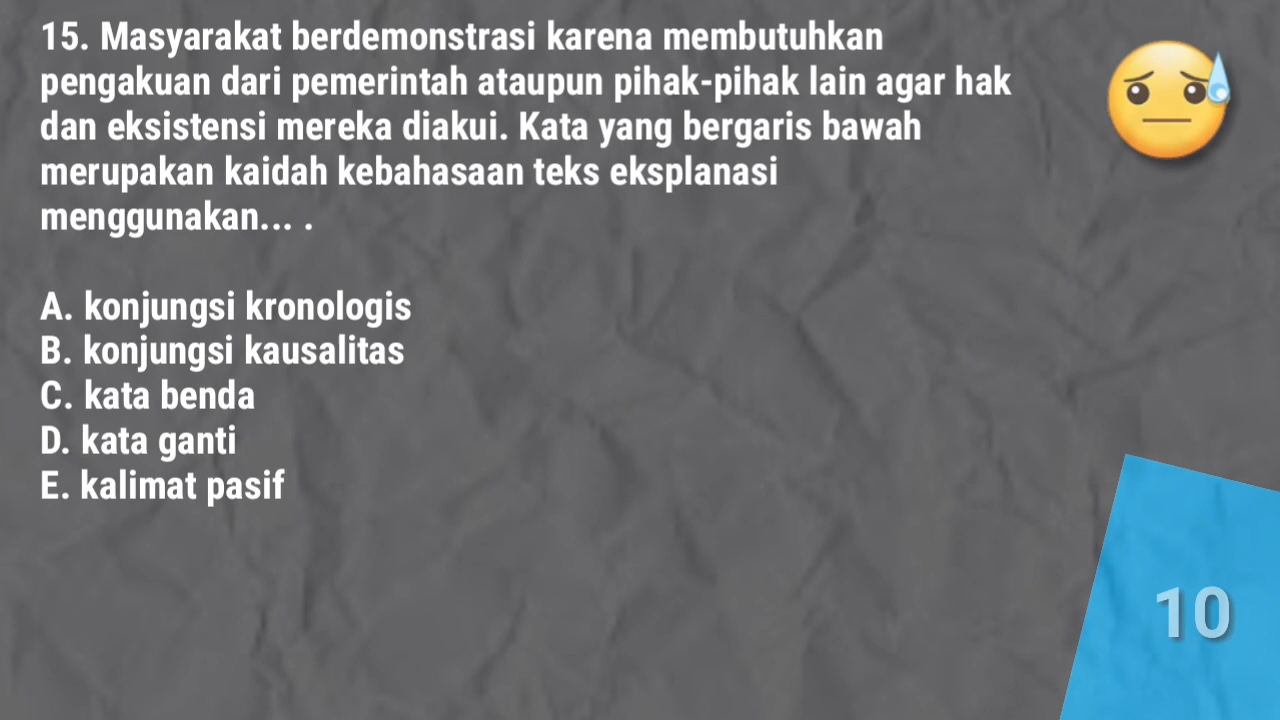 15. Masyarakat berdemonstrasi karena membutuhkan
pengakuan dari pemerintah ataupun pihak-pihak lain agar hak
dan eksistensi mereka diakui. Kata yang bergaris bawah
merupakan kaidah kebahasaan teks eksplanasi
menggunakan... .
A. konjungsi kronologis
B. konjungsi kausalitas
C. kata benda
D. kata ganti
E. kalimat pasif
10